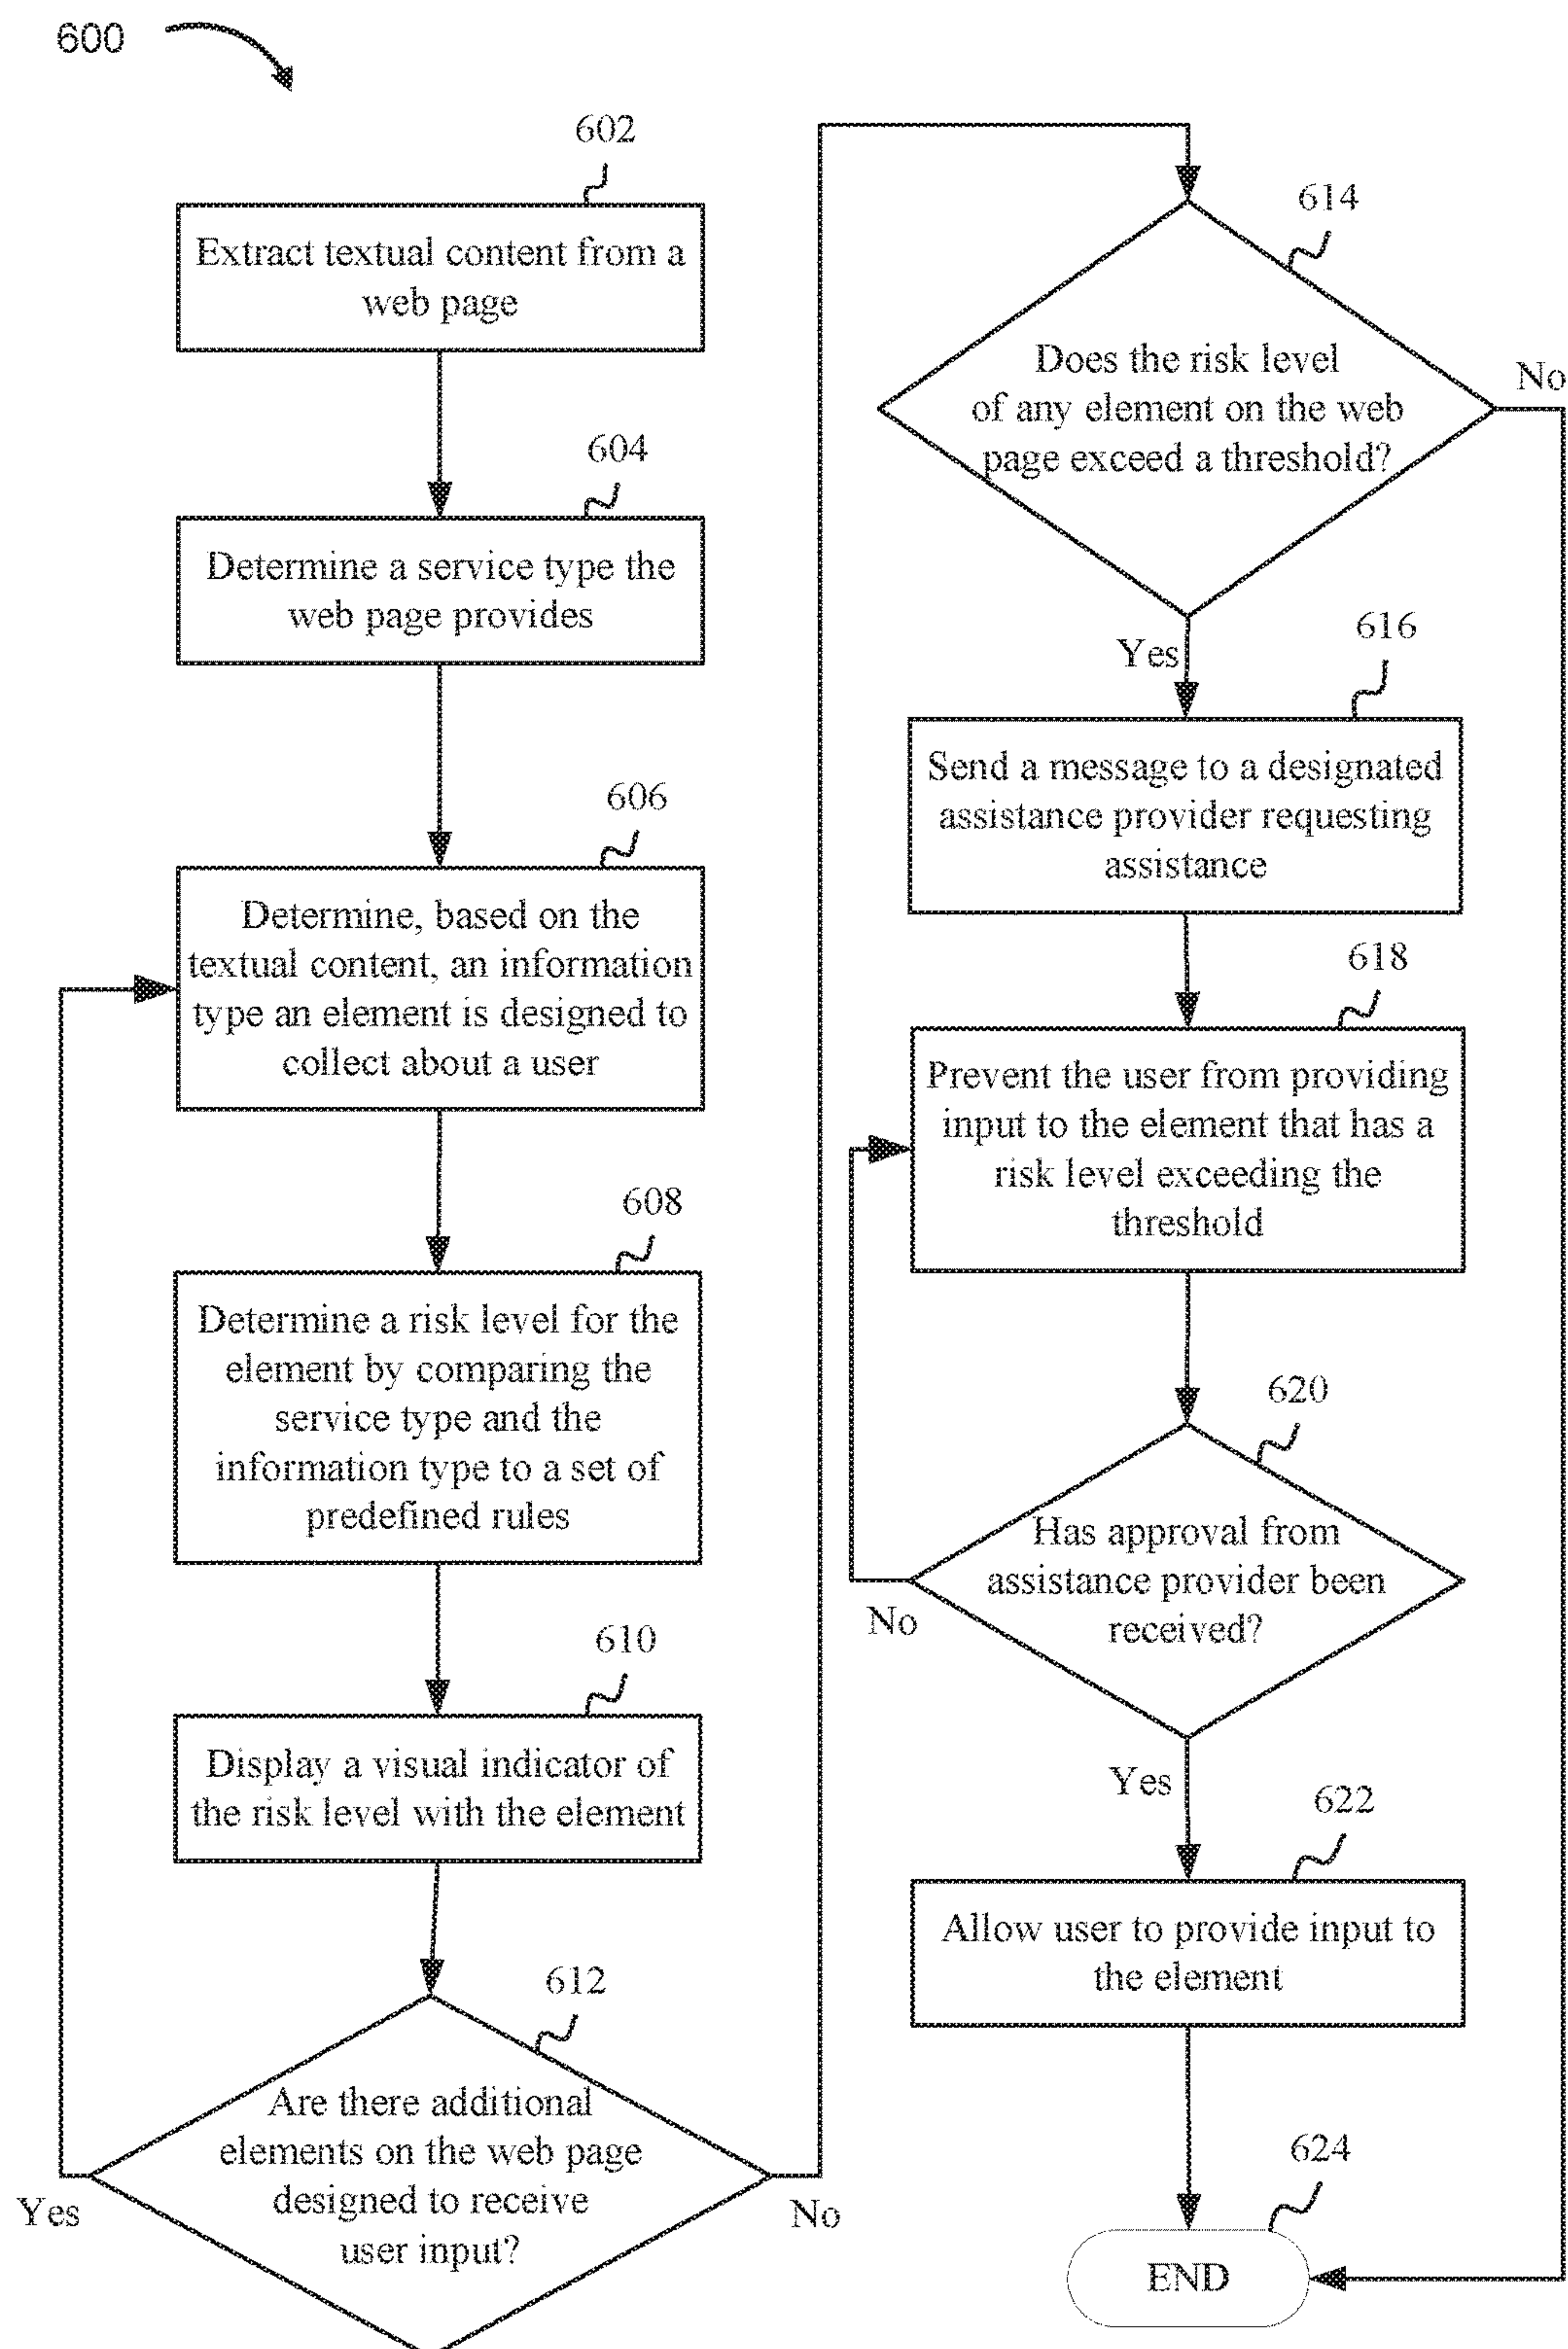 600
602
Extract textual content from a
web page
604
Determine a service type the
web page provides
606
Determine, based on the
textual content, an information
type an element is designed to
collect about a user
608
Determine a risk level for the
element by comparing the
service type and the
information type to a set of
predefined rules
610
Display a visual indicator of
the risk level with the element
612
Are there additional
elements on the web page
designed to receive
user input?
Yes
No
614
Does the risk level
of any element on the web
page exceed a threshold?
No
Yes
616
Send a message to a designated
assistance provider requesting
assistance
618
Prevent the user from providing
input to the element that has a
risk level exceeding the
threshold
620
Has approval from
assistance provider been
received?
No
Yes
622
Allow user to provide input to
the element
624
END